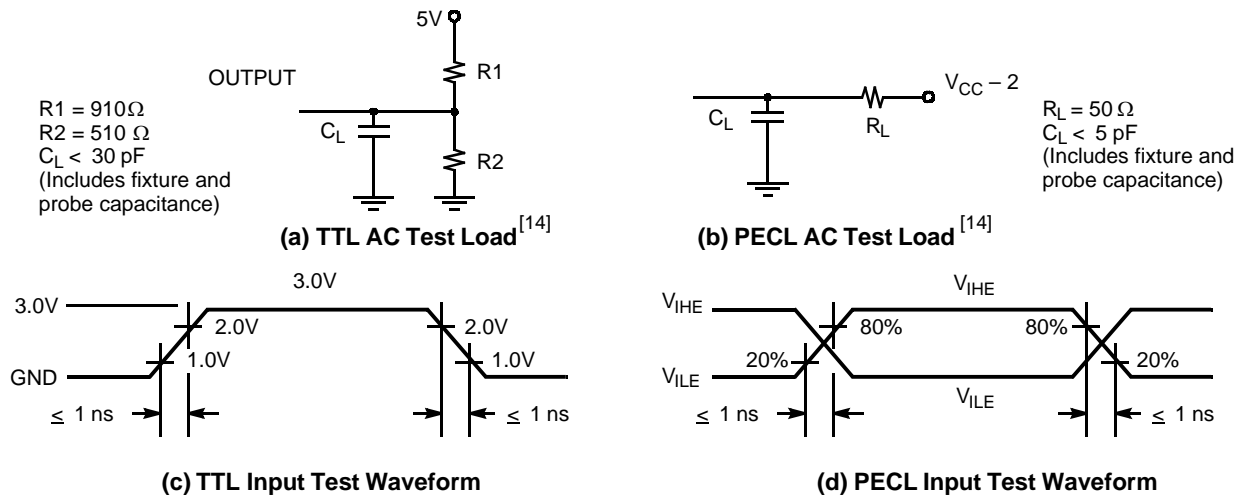 5V
OUTPUT
R1
R1 = 910Ω
R2 = 510 Ω
C_L < 30 pF
(Includes fixture and
probe capacitance)
C_L
R2
(a) TTL AC Test Load[14]
V_CC – 2
C_L
R_L
R_L = 50 Ω
C_L < 5 pF
(Includes fixture and
probe capacitance)
(b) PECL AC Test Load[14]
3.0V
3.0V
2.0V
2.0V
1.0V
1.0V
GND
≤ 1 ns
≤ 1 ns
(c) TTL Input Test Waveform
V_IHE
V_IHE
80%
80%
20%
20%
V_ILE
V_ILE
≤ 1 ns
≤ 1 ns
(d) PECL Input Test Waveform